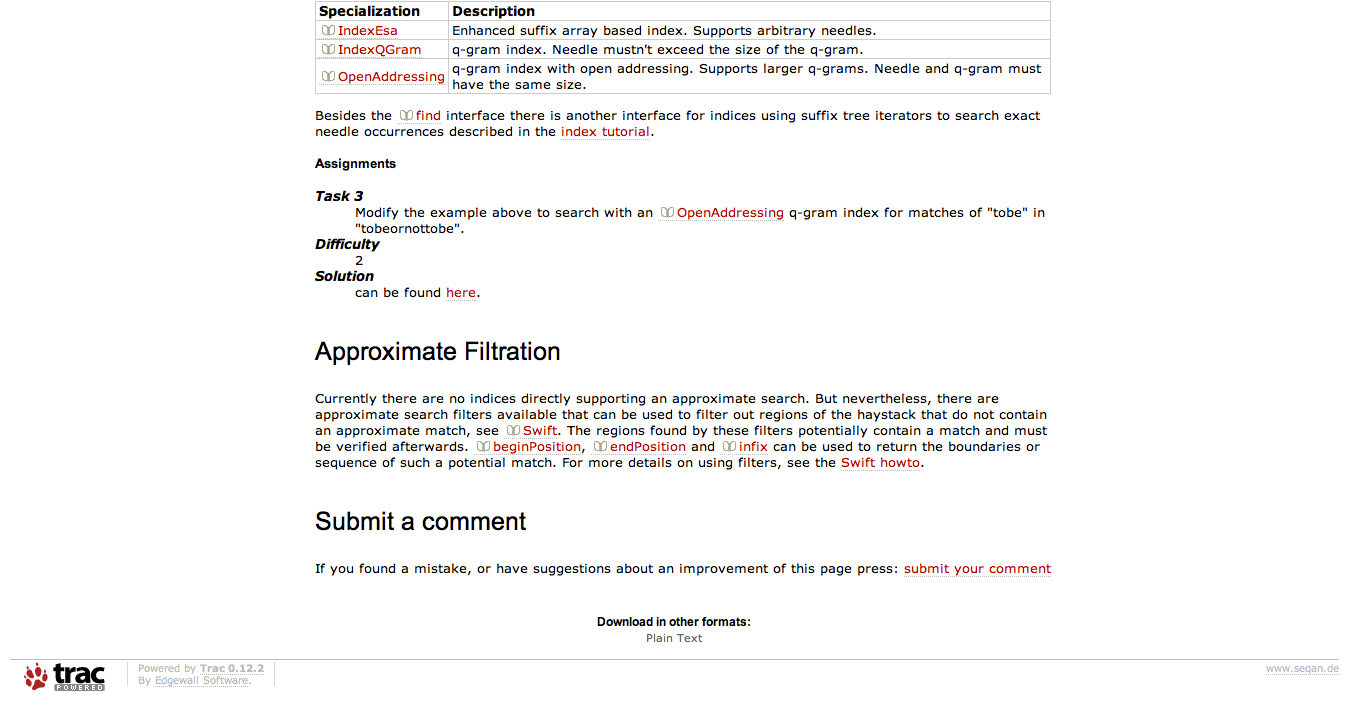 Specialization Description
IndexEsa Enhanced suffix array based index. Supports arbitrary needles.
IndexQGram q-gram index. Needle mustn't exceed the size of the q-gram.
OpenAddressing q-gram index with open addressing. Supports larger q-grams. Needle and q-gram must
have the same size.
Besides the find interface there is another interface for indices using suffix tree iterators to search exact
needle occurrences described in the index tutorial.
Assignments
Task 3
Modify the example above to search with an OpenAddressing q-gram index for matches of "tobe" in
"tobeornottobe".
Difficulty
2
Solution
can be found here.
Approximate Filtration
Currently there are no indices directly supporting an approximate search. But nevertheless, there are
approximate search filters available that can be used to filter out regions of the haystack that do not contain
an approximate match, see Swift. The regions found by these filters potentially contain a match and must
be verified afterwards. beginPosition, endPosition and infix can be used to return the boundaries or
sequence of such a potential match. For more details on using filters, see the Swift howto.
Submit a comment
If you found a mistake, or have suggestions about an improvement of this page press: submit your comment
Download in other formats:
Plain Text
trac
POWERED
Powered by Trac 0.12.2
By Edgewall Software.
www.seqan.de